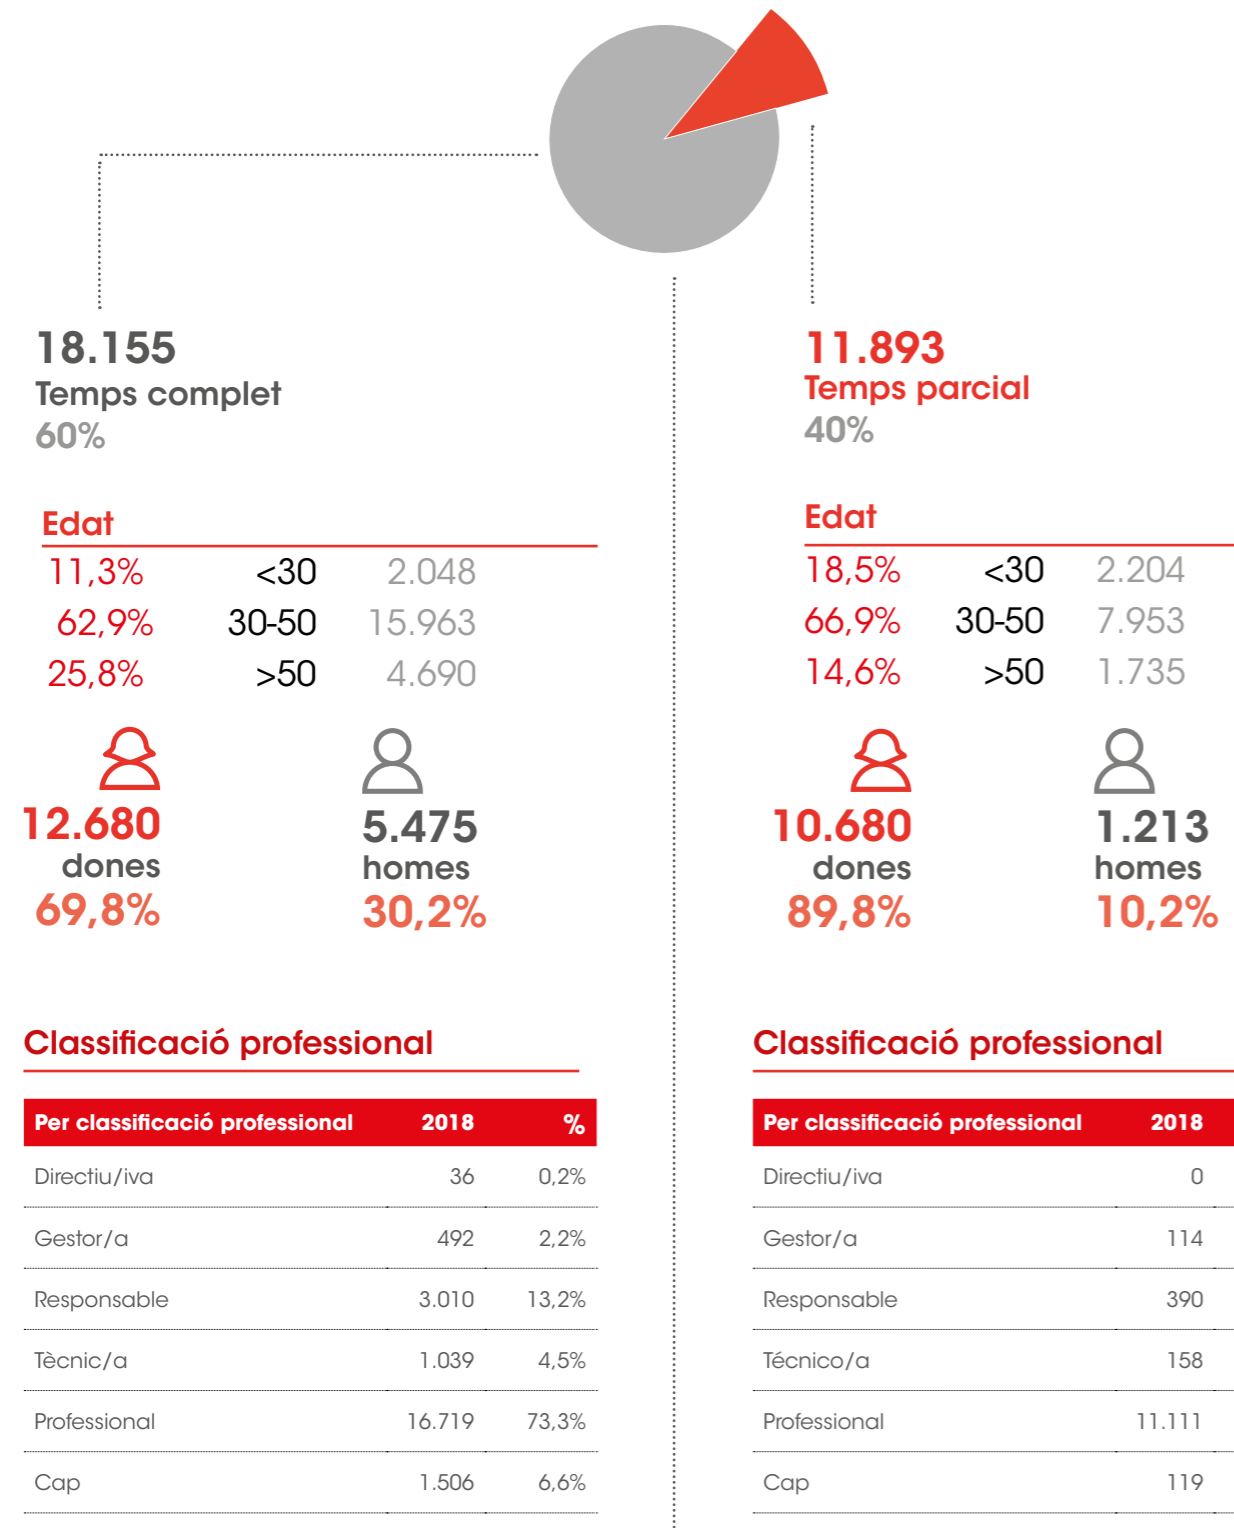 18.155
Temps complet
60%
Edat
11,3% <30 2.048
62,9% 30-50 15.963
25,8% >50 4.690
12.680
dones
69,8%
5.475
homes
30,2%
Classificació professional
Per classificació professional 2018 %
Directiu/iva 36 0,2%
Gestor/a 492 2,2%
Responsable 3.010 13,2%
Tècnic/a 1.039 4,5%
Professional 16.719 73,3%
Cap 1.506 6,6%
11.893
Temps parcial
40%
Edat
18,5% <30 2.204
66,9% 30-50 7.953
14,6% >50 1.735
10.680
dones
89,8%
1.213
homes
10,2%
Classificació professional
Per classificació professional 2018
Directiu/iva 0
Gestor/a 114
Responsable 390
Técnico/a 158
Professional 11.111
Cap 119